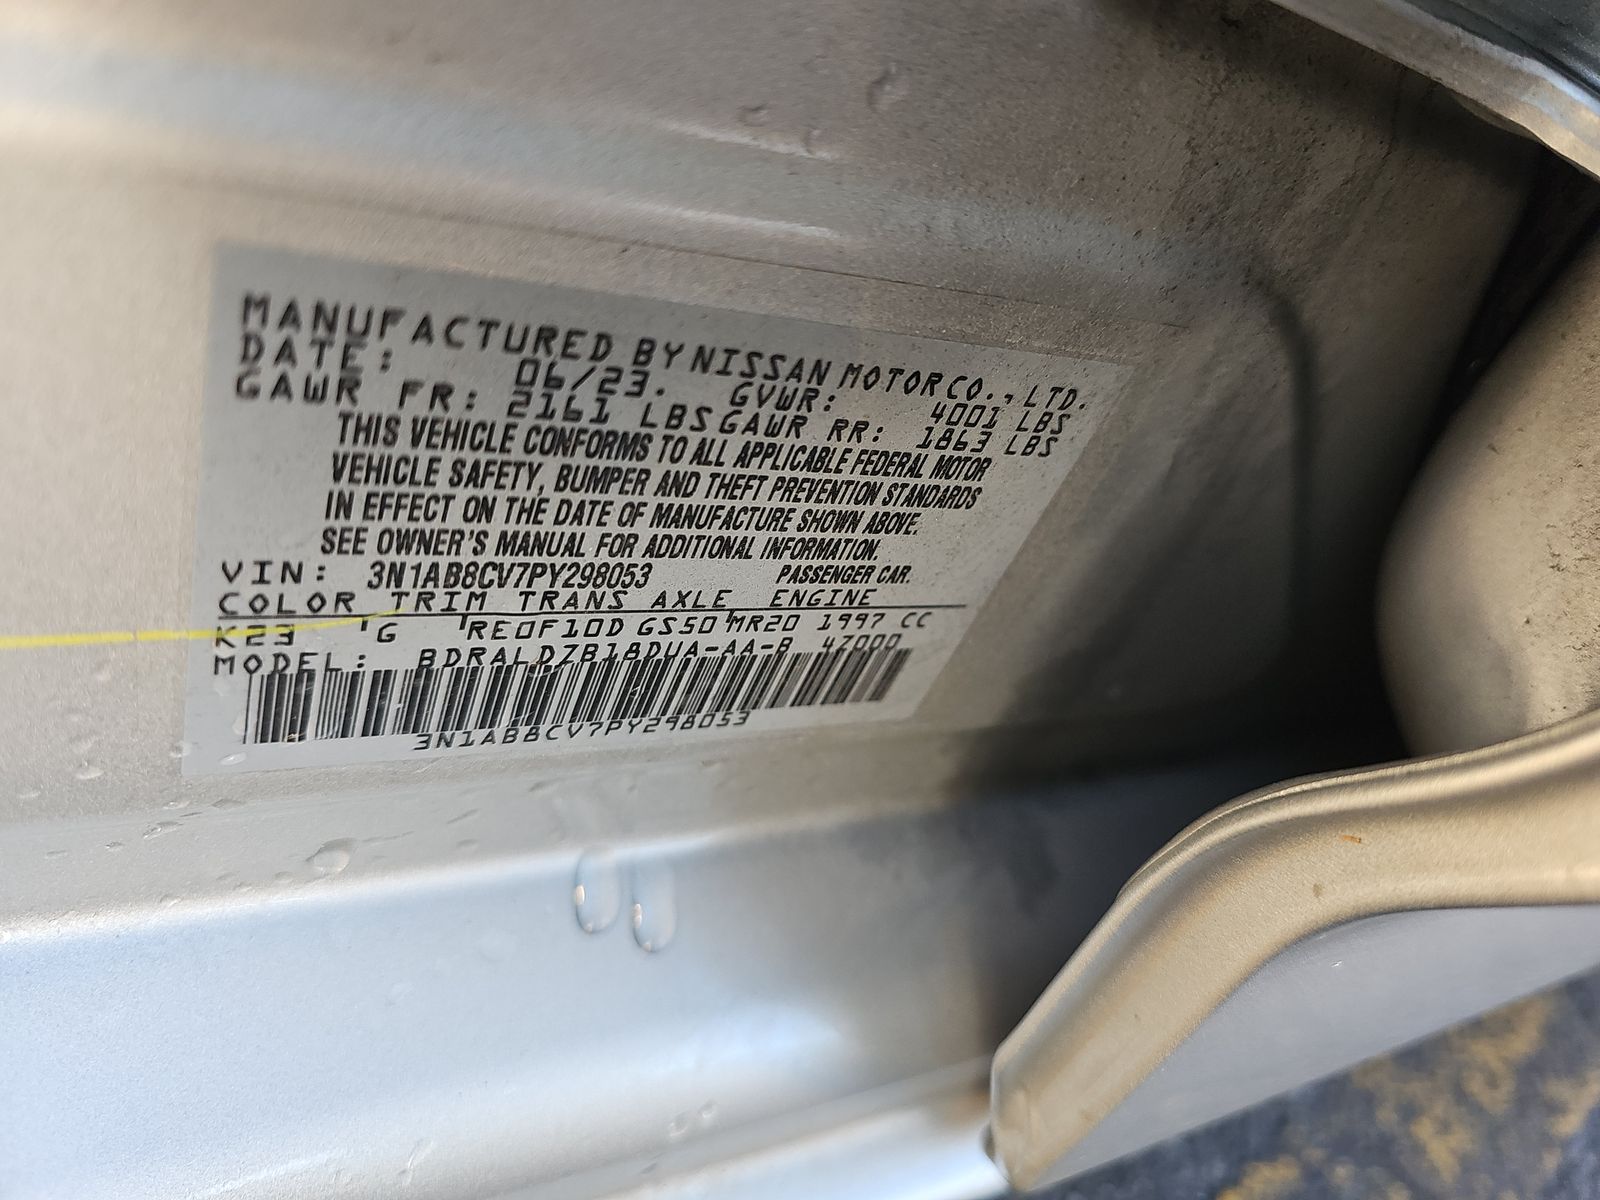 MANUFACTURED BY NISSAN MOTOR CO., LTD.
DATE: 06/23. GVWR: 4001 LBS
GAWR FR: 2161 LBS GAWR RR: 1863 LBS
THIS VEHICLE CONFORMS TO ALL APPLICABLE FEDERAL MOTOR
VEHICLE SAFETY, BUMPER AND THEFT PREVENTION STANDARDS
IN EFFECT ON THE DATE OF MANUFACTURE SHOWN ABOVE.
SEE OWNER'S MANUAL FOR ADDITIONAL INFORMATION.
VIN: 3N1AB8CV7PY298053 PASSENGER CAR.
COLOR TRIM TRANS AXLE ENGINE
K23 G RE0F10D GS50 MR20 1997 CC
MODEL: BDRALDZB18DUA-AA-B 47000
3N1AB8CV7PY298053